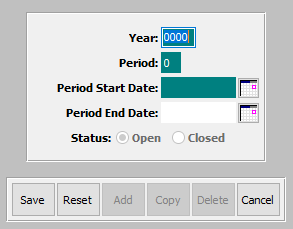 Year: 0000
Period: 0
Period Start Date:
Period End Date:
Status: Open Closed
Save Reset Add Copy Delete Cancel